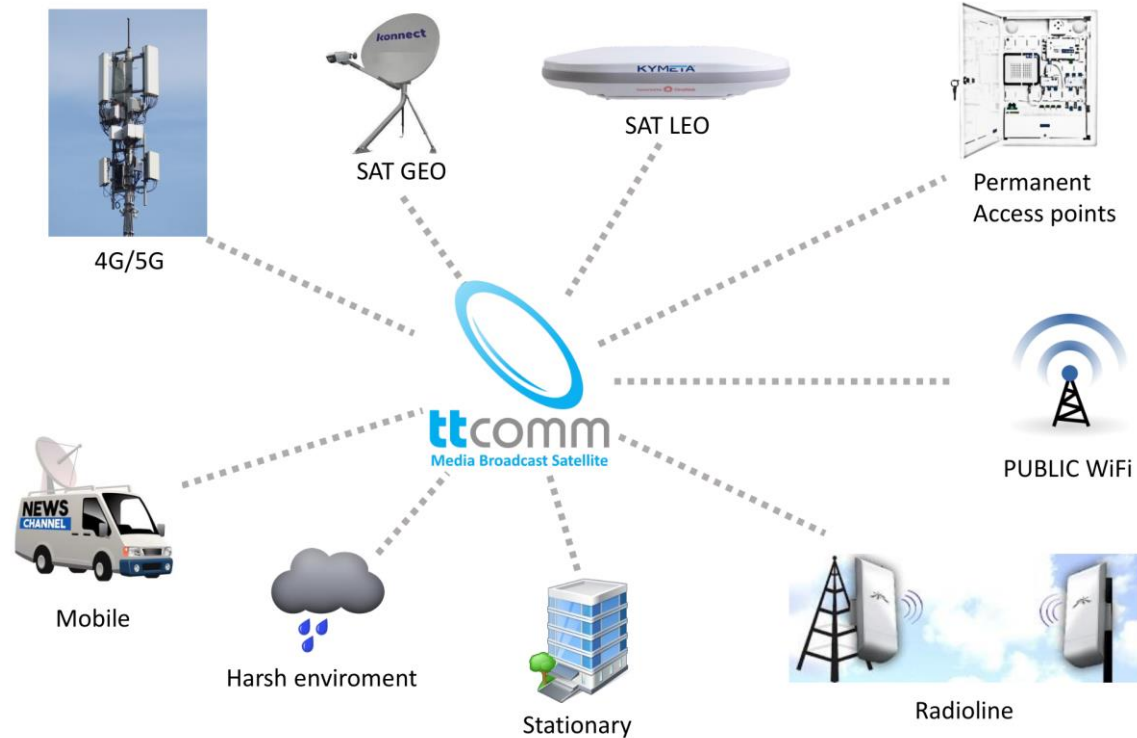 konnect
KYMETA
SAT GEO
SAT LEO
Permanent
Access points
4G/5G
ttcomm
Media Broadcast Satellite
PUBLIC WiFi
NEWS
CHANNEL
Mobile
Harsh enviroment
Stationary
Radioline